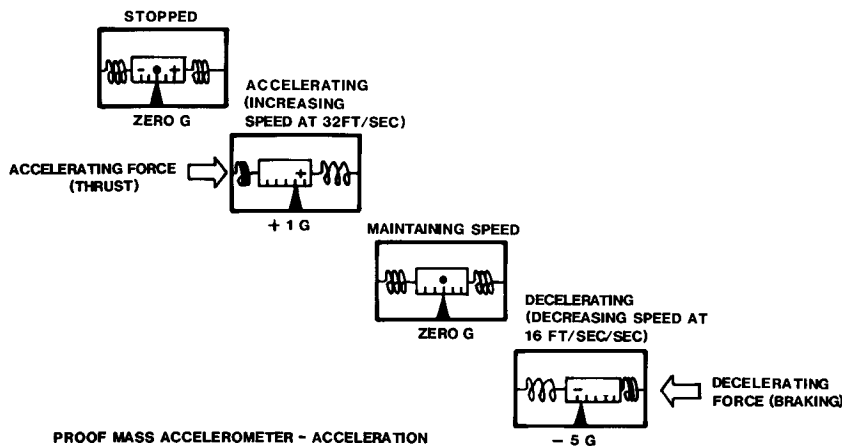 STOPPED
- +
ZERO G
ACCELERATING
(INCREASING
SPEED AT 32FT/SEC)
ACCELERATING FORCE
(THRUST)
+
+ 1 G
MAINTAINING SPEED
ZERO G
DECELERATING
(DECREASING SPEED AT
16 FT/SEC/SEC)
-
DECELERATING
FORCE (BRAKING)
- 5 G
PROOF MASS ACCELEROMETER - ACCELERATION